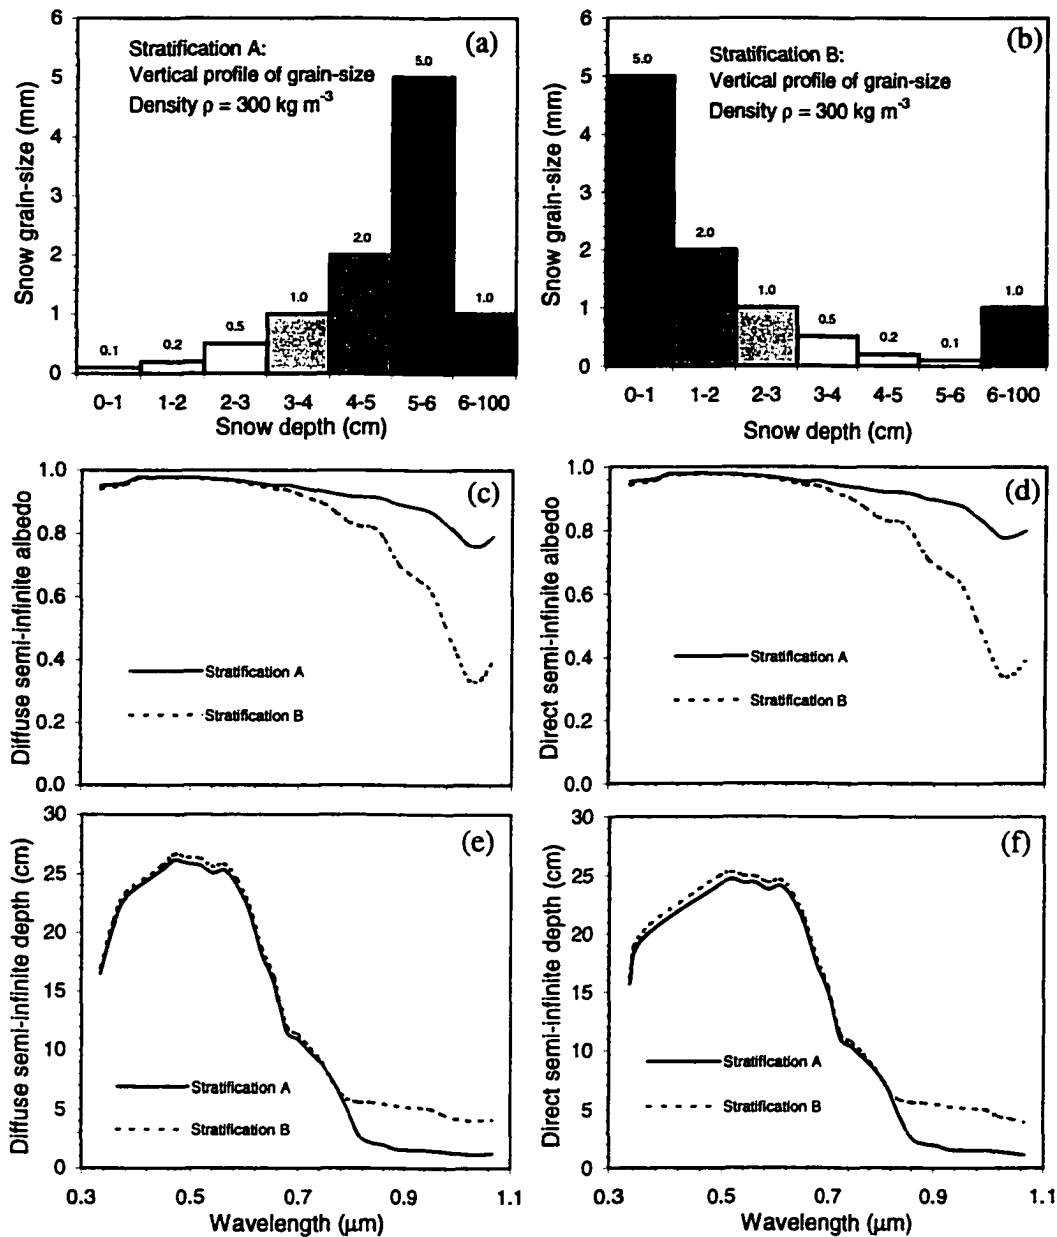 (a)
Stratification A:
Vertical profile of grain-size
Density ρ = 300 kg m⁻³
Snow grain-size (mm)
6
5
4
3
2
1
0
0.1
0.2
0.5
1.0
2.0
5.0
1.0
0-1 1-2 2-3 3-4 4-5 5-6 6-100
Snow depth (cm)
(b)
Stratification B:
Vertical profile of grain-size
Density ρ = 300 kg m⁻³
Snow grain-size (mm)
6
5
4
3
2
1
0
5.0
2.0
1.0
0.5
0.2
0.1
1.0
0-1 1-2 2-3 3-4 4-5 5-6 6-100
Snow depth (cm)
(c)
Diffuse semi-infinite albedo
1.0
0.8
0.6
0.4
0.2
0.0
Stratification A
Stratification B
(d)
Direct semi-infinite albedo
1.0
0.8
0.6
0.4
0.2
0.0
Stratification A
Stratification B
(e)
Diffuse semi-infinite depth (cm)
30
25
20
15
10
5
0
Stratification A
Stratification B
0.3 0.5 0.7 0.9 1.1
Wavelength (μm)
(f)
Direct semi-infinite depth (cm)
30
25
20
15
10
5
0
Stratification A
Stratification B
0.3 0.5 0.7 0.9 1.1
Wavelength (μm)